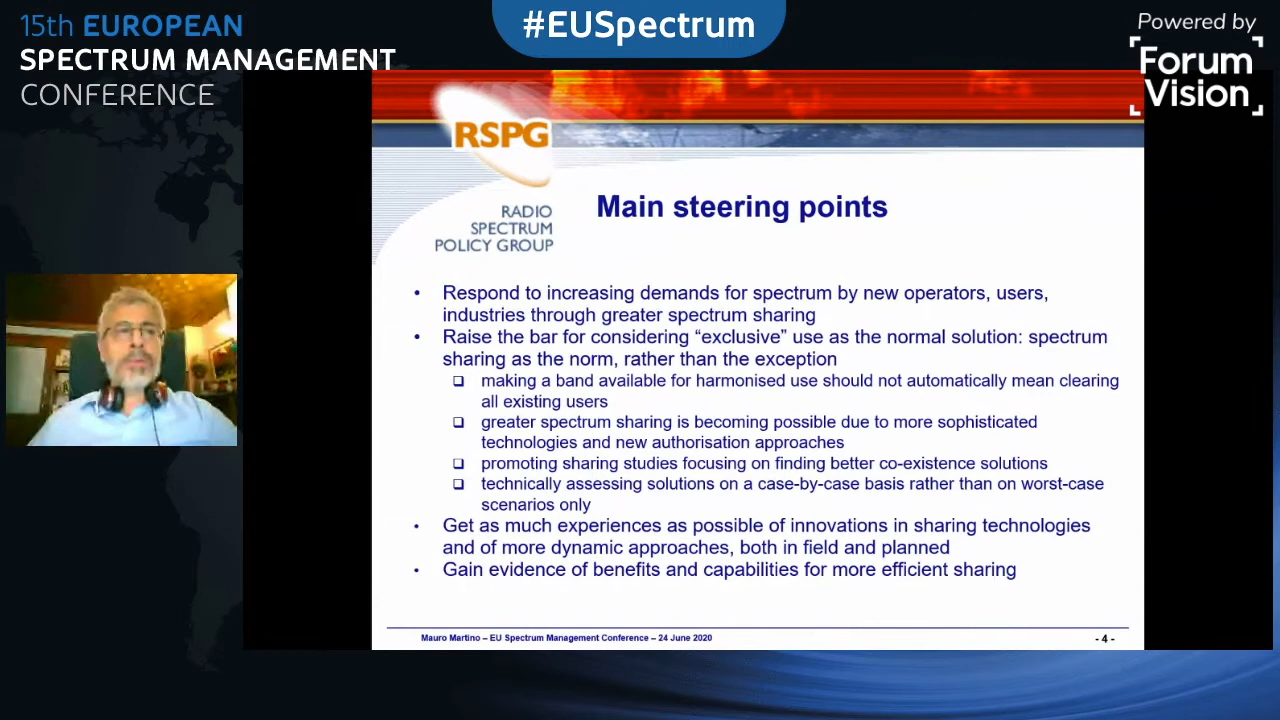 15th EUROPEAN
SPECTRUM MANAGEMENT
CONFERENCE
#EUSpectrum
Powered by
Forum
Vision
RSPG
RADIO
SPECTRUM
POLICY GROUP
Main steering points
• Respond to increasing demands for spectrum by new operators, users,
industries through greater spectrum sharing
• Raise the bar for considering “exclusive” use as the normal solution: spectrum
sharing as the norm, rather than the exception
❑ making a band available for harmonised use should not automatically mean clearing
all existing users
❑ greater spectrum sharing is becoming possible due to more sophisticated
technologies and new authorisation approaches
❑ promoting sharing studies focusing on finding better co-existence solutions
❑ technically assessing solutions on a case-by-case basis rather than on worst-case
scenarios only
• Get as much experiences as possible of innovations in sharing technologies
and of more dynamic approaches, both in field and planned
• Gain evidence of benefits and capabilities for more efficient sharing
Mauro Martino – EU Spectrum Management Conference – 24 June 2020
- 4 -